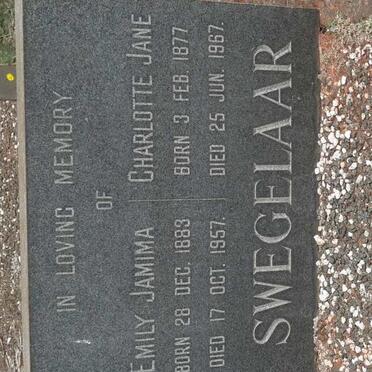 IN LOVING MEMORY
OF
EMILY JAMIMA CHARLOTTE JANE
BORN 28 DEC. 1883 BORN 3 FEB. 1877
DIED 17 OCT. 1957. DIED 25 JUN. 1967.
SWEGELAAR